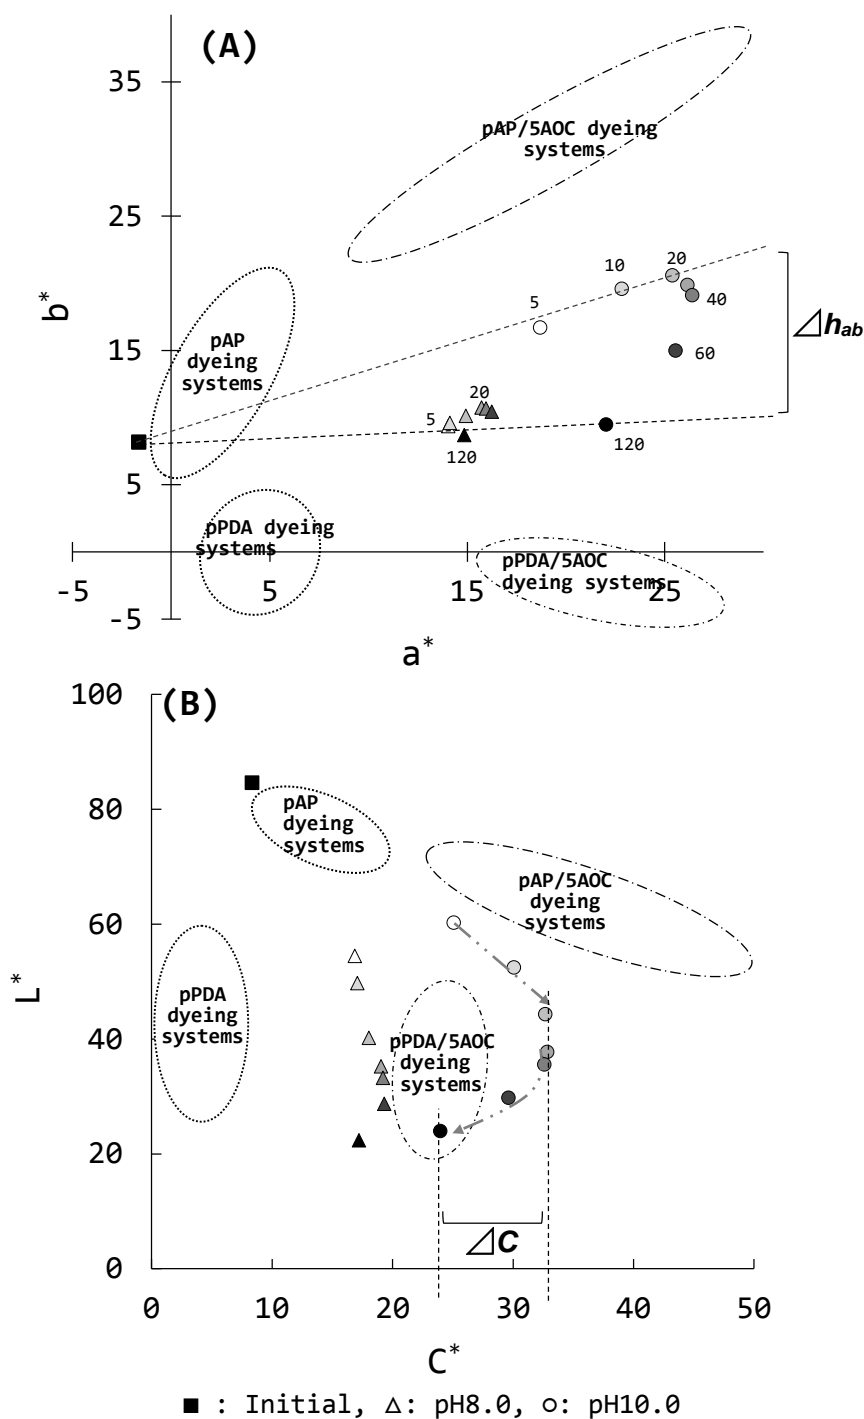 (A)
35
pAP/5AOC dyeing
systems
25
20
10
40
5
b*
pAP
dyeing
systems
⊿hab
15
60
20
5
120
120
5
pPDA dyeing
systems
pPDA/5AOC
dyeing systems
-5
5
15
25
-5
a*
100
(B)
80
pAP
dyeing
systems
pAP/5AOC
dyeing
systems
60
L*
pPDA
dyeing
systems
40
pPDA/5AOC
dyeing
systems
20
⊿C
0
0
10
20
30
40
50
C*
■ : Initial, △: pH8.0, ○: pH10.0